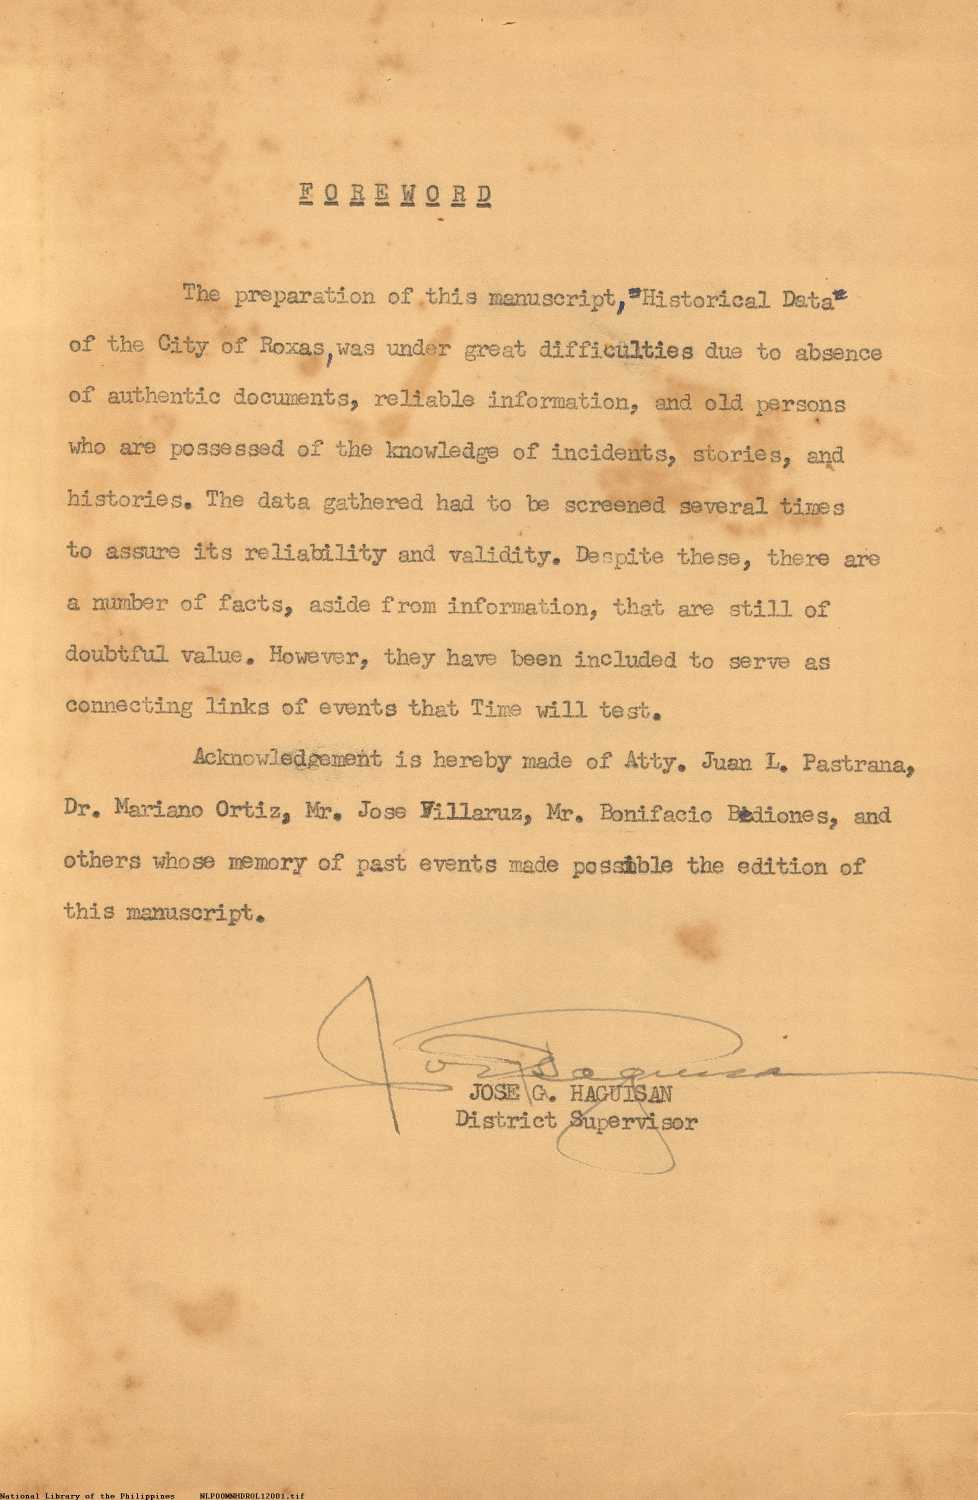 FOREWORD
The preparation of this manuscript, "Historical Data"
of the City of Roxas, was under great difficulties due to absence
of authentic documents, reliable information, and old persons
who are possessed of the knowledge of incidents, stories, and
histories. The data gathered had to be screened several times
to assure its reliability and validity. Despite these, there are
a number of facts, aside from information, that are still of
doubtful value. However, they have been included to serve as
connecting links of events that Time will test.
Acknowledgement is hereby made of Atty. Juan L. Pastrana,
Dr. Mariano Ortiz, Mr. Jose Villaruz, Mr. Bonifacio Bediones, and
others whose memory of past events made possible the edition of
this manuscript.
JOSE G. HAGUISAN
District Supervisor
National Library of the Philippines NLPOOMNHDROL12001.tif